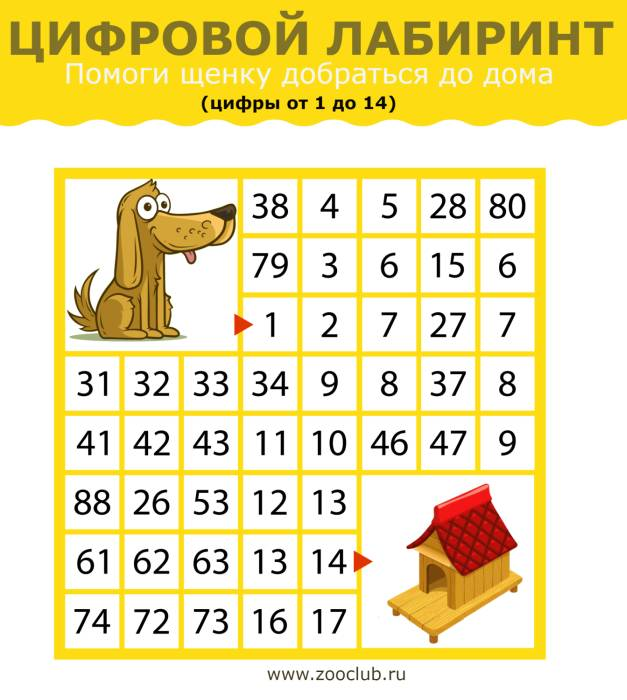 ЦИФРОВОЙ ЛАБИРИНТ
Помоги щенку добраться до дома
(цифры от 1 до 14)
38 4 5 28 80
79 3 6 15 6
1 2 7 27 7
31 32 33 34 9 8 37 8
41 42 43 11 10 46 47 9
88 26 53 12 13
61 62 63 13 14
74 72 73 16 17
www.zooclub.ru